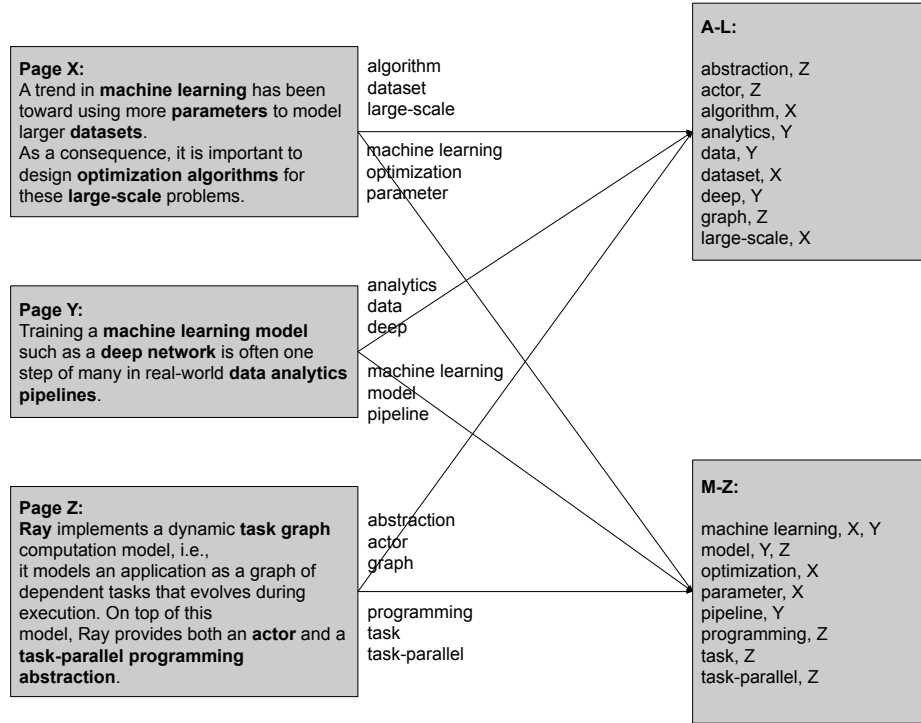 Page X:
A trend in machine learning has been
toward using more parameters to model
larger datasets.
As a consequence, it is important to
design optimization algorithms for
these large-scale problems.
algorithm
dataset
large-scale
machine learning
optimization
parameter
Page Y:
Training a machine learning model
such as a deep network is often one
step of many in real-world data analytics
pipelines.
analytics
data
deep
machine learning
model
pipeline
Page Z:
Ray implements a dynamic task graph
computation model, i.e.,
it models an application as a graph of
dependent tasks that evolves during
execution. On top of this
model, Ray provides both an actor and a
task-parallel programming
abstraction.
abstraction
actor
graph
programming
task
task-parallel
A-L:
abstraction, Z
actor, Z
algorithm, X
analytics, Y
data, Y
dataset, X
deep, Y
graph, Z
large-scale, X
M-Z:
machine learning, X, Y
model, Y, Z
optimization, X
parameter, X
pipeline, Y
programming, Z
task, Z
task-parallel, Z